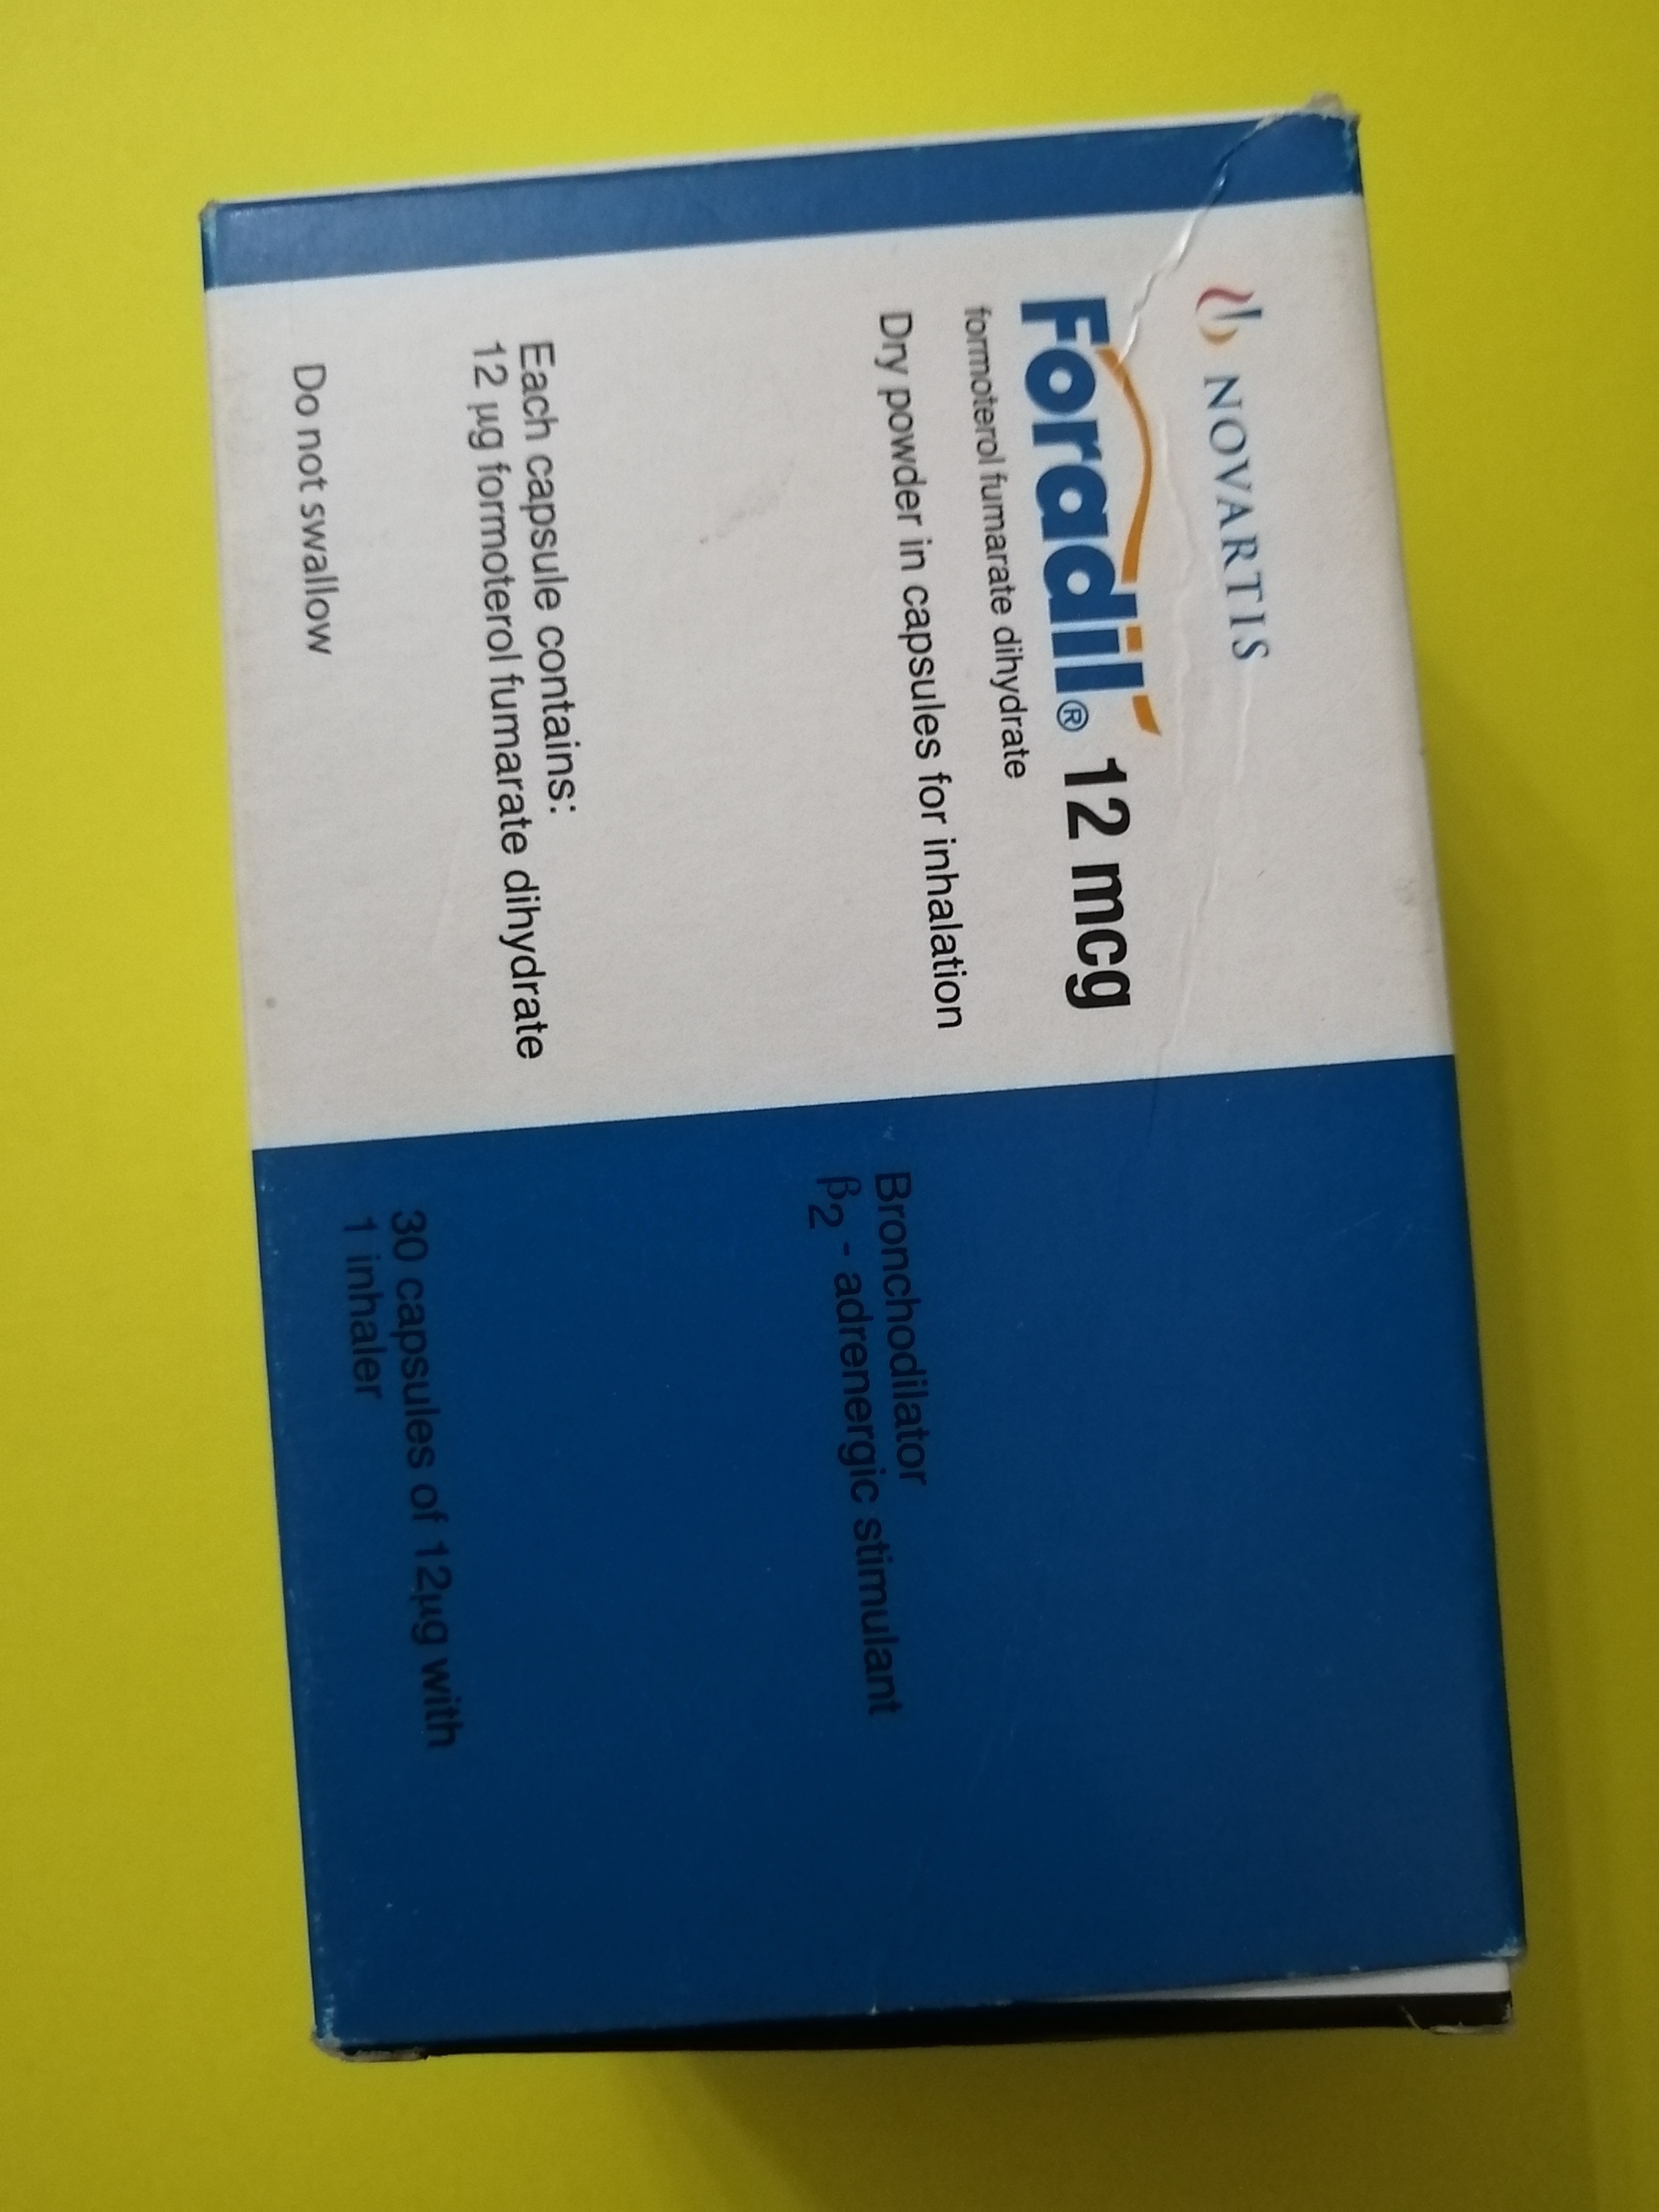 NOVARTIS
Foradil® 12 mcg
formoterol fumarate dihydrate
Dry powder in capsules for inhalation
Each capsule contains:
12 µg formoterol fumarate dihydrate
Do not swallow
Bronchodilator
β2 - adrenergic stimulant
30 capsules of 12µg with
1 inhaler